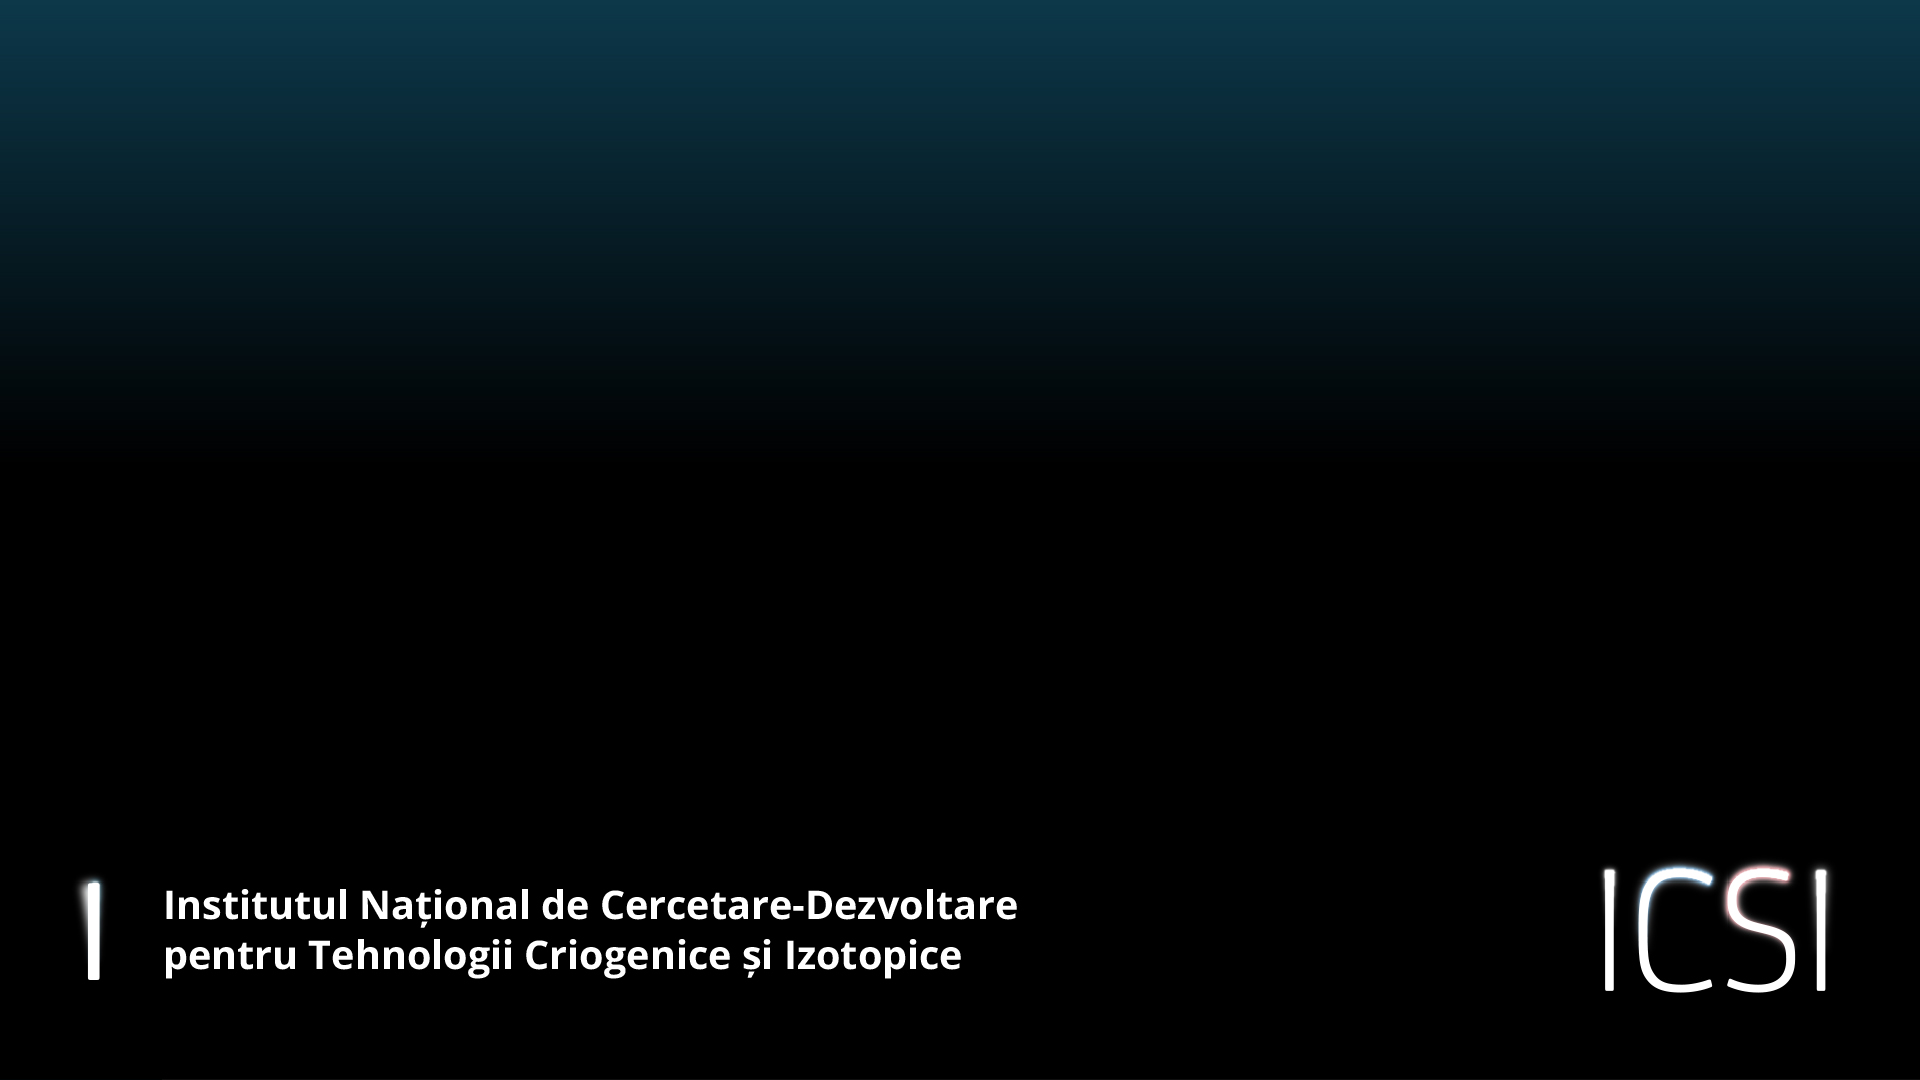 Institutul Național de Cercetare-Dezvoltare
pentru Tehnologii Criogenice și Izotopice
ICSI